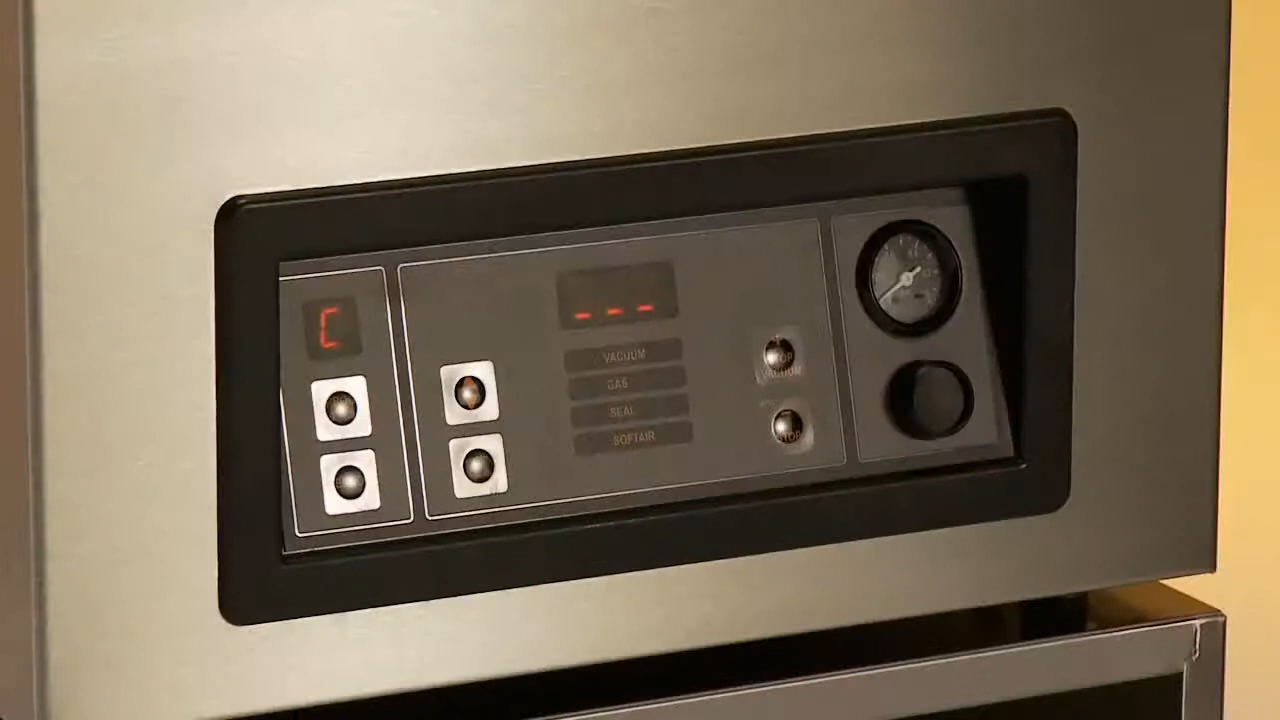 C
---
VACUUM
GAS
SEAL
SOFTAIR
STOP
VACUUM
STOP